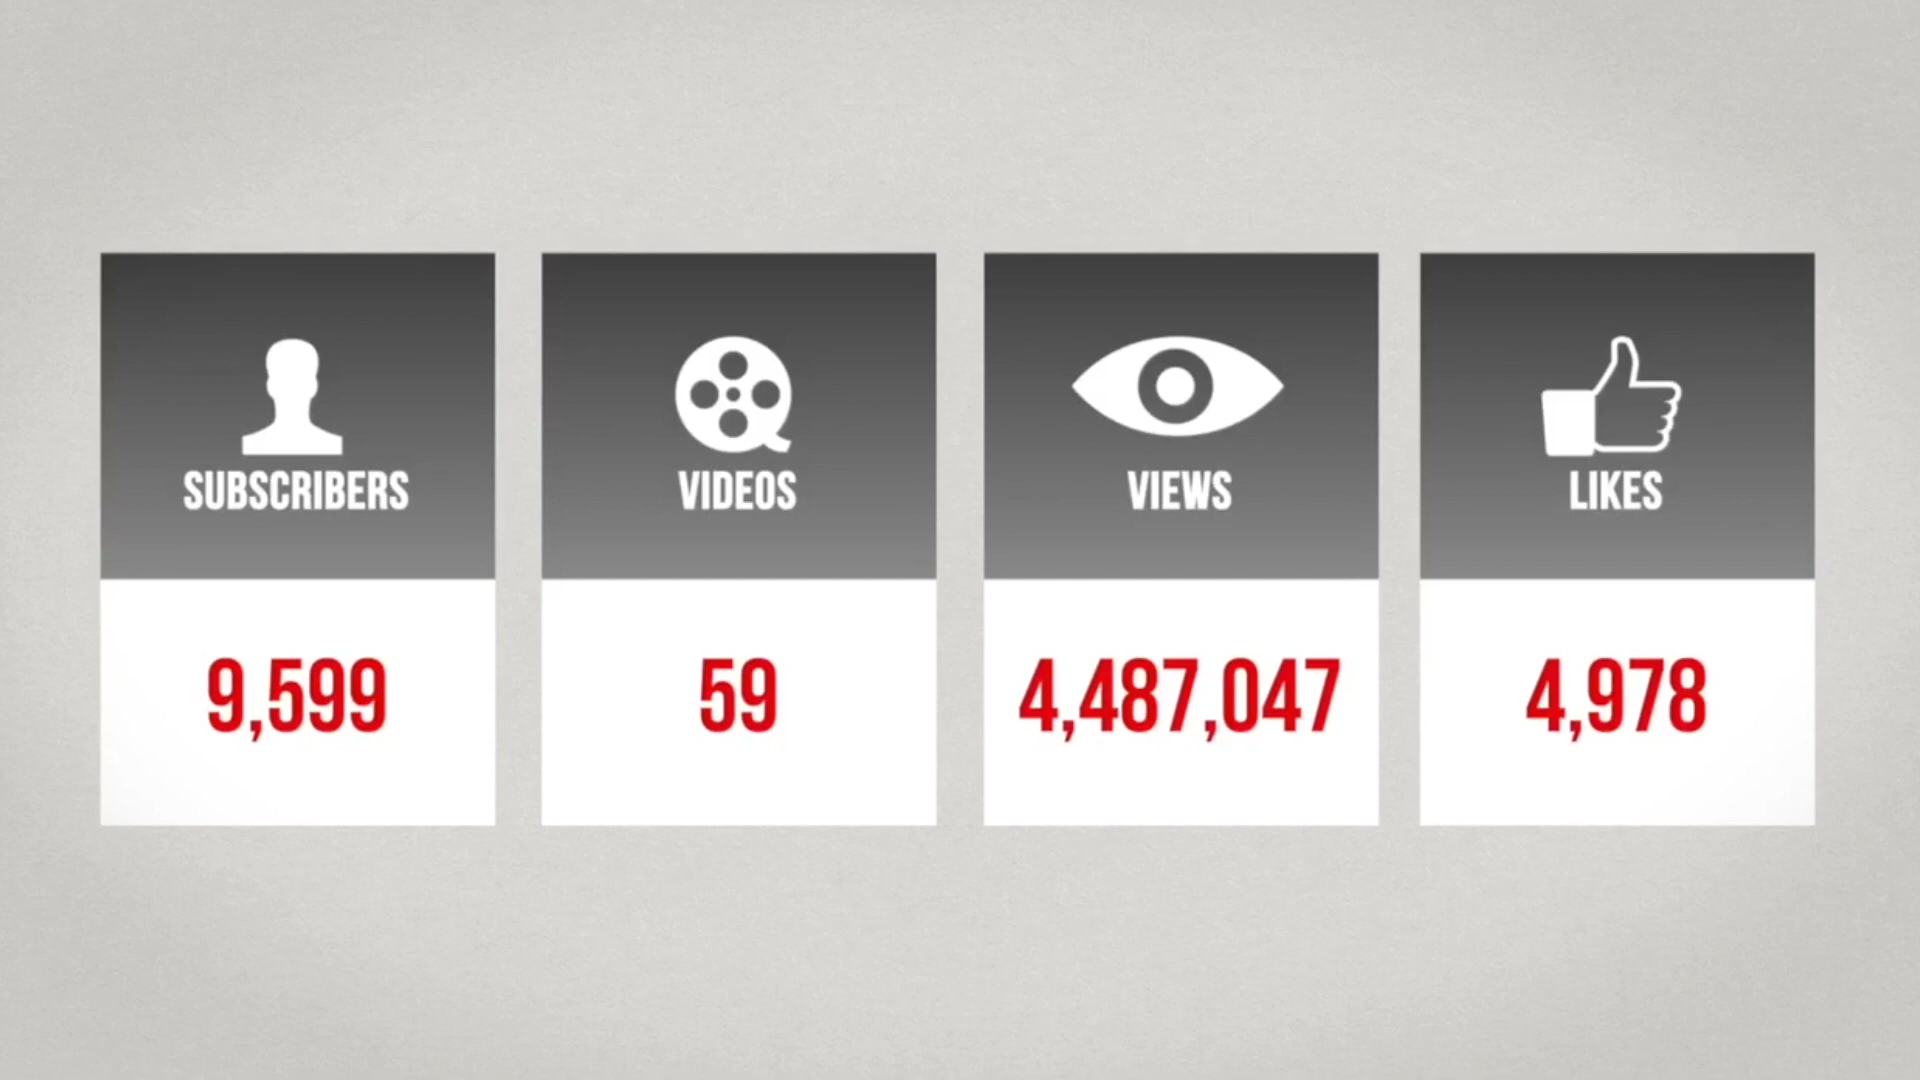 SUBSCRIBERS
9,599
VIDEOS
59
VIEWS
4,487,047
LIKES
4,978